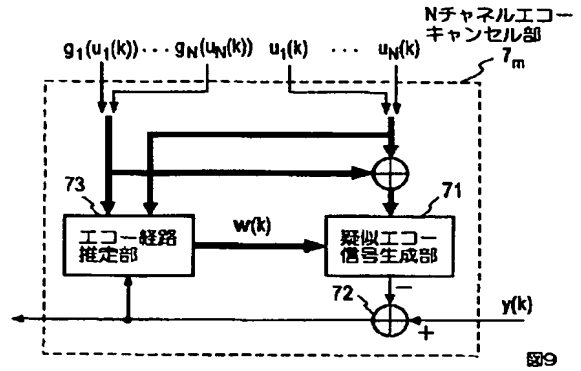 Nチャネルエコー
キャンセル部
7m
g1(u1(k)) ··· gN(uN(k)) u1(k) ··· uN(k)
73
71
エコー経路
推定部
w(k)
疑似エコー
信号生成部
72
−
+
y(k)
図9